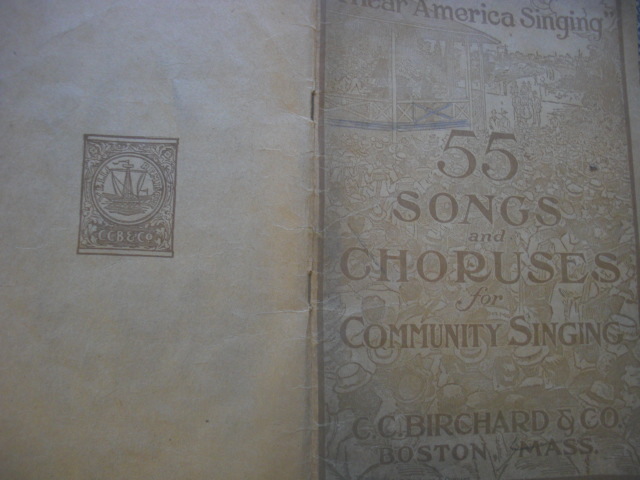 C.C.B & Co.
Hear America Singing"
55
SONGS
and
CHORUSES
for
COMMUNITY SINGING
C.C. BIRCHARD & CO.
BOSTON, MASS.